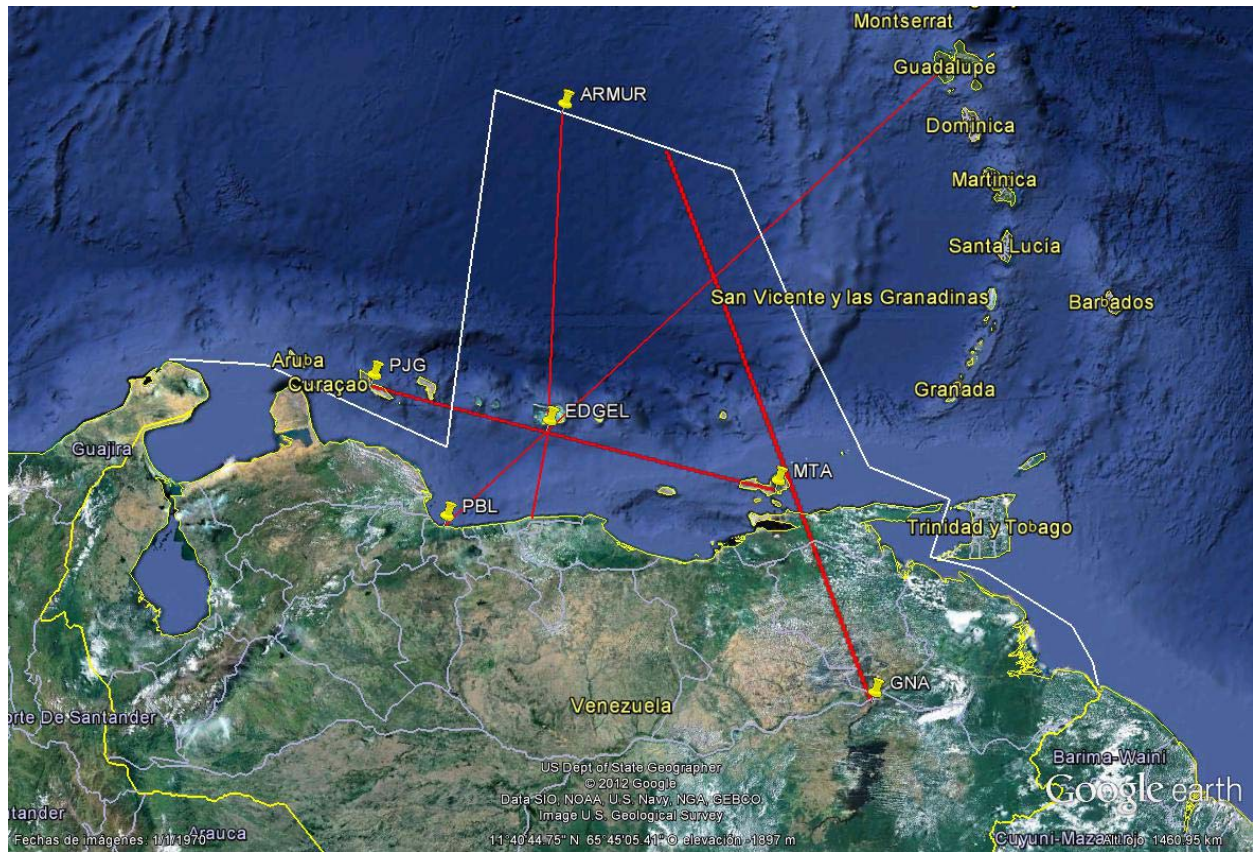 Montserrat
Guadalupe
ARMUR
Dominica
Martinica
Santa Lucía
San Vicente y las Granadinas
Barbados
Aruba
PJG
Curaçao
Granada
EDGEL
Guajira
MTA
PBL
Trinidad y Tobago
GNA
Venezuela
orte De Santander
Barima-Waini
US Dept of State Geographer
© 2012 Google
Data SIO, NOAA, U.S. Navy, NGA, GEBCO
Image U.S. Geological Survey
Google earth
antander
Arauca
Fechas de imágenes: 1/1/1970
11°40'44.75" N 65°45'05.41" O elevación -1897 m
Cuyuni-Mazaruni
Alt. ojo 1460.95 km